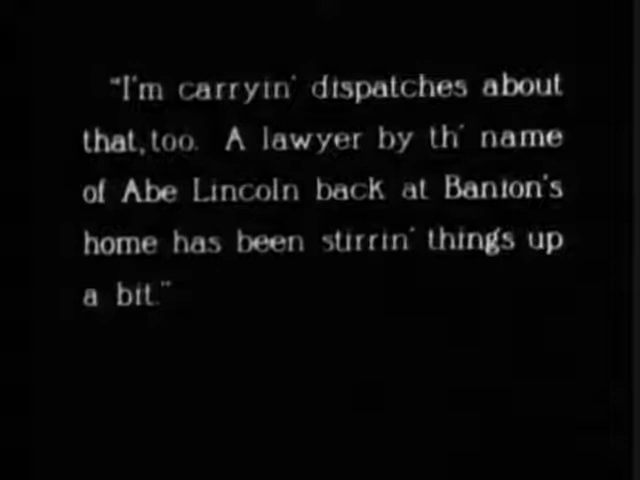 "I'm carryin' dispatches about
that, too. A lawyer by th' name
of Abe Lincoln back at Banion's
home has been stirrin' things up
a bit."